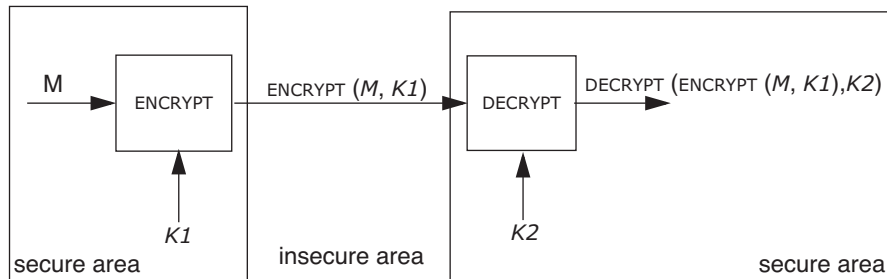 M
ENCRYPT
ENCRYPT (M, K1)
DECRYPT
DECRYPT (ENCRYPT (M, K1),K2)
K1
K2
secure area
insecure area
secure area